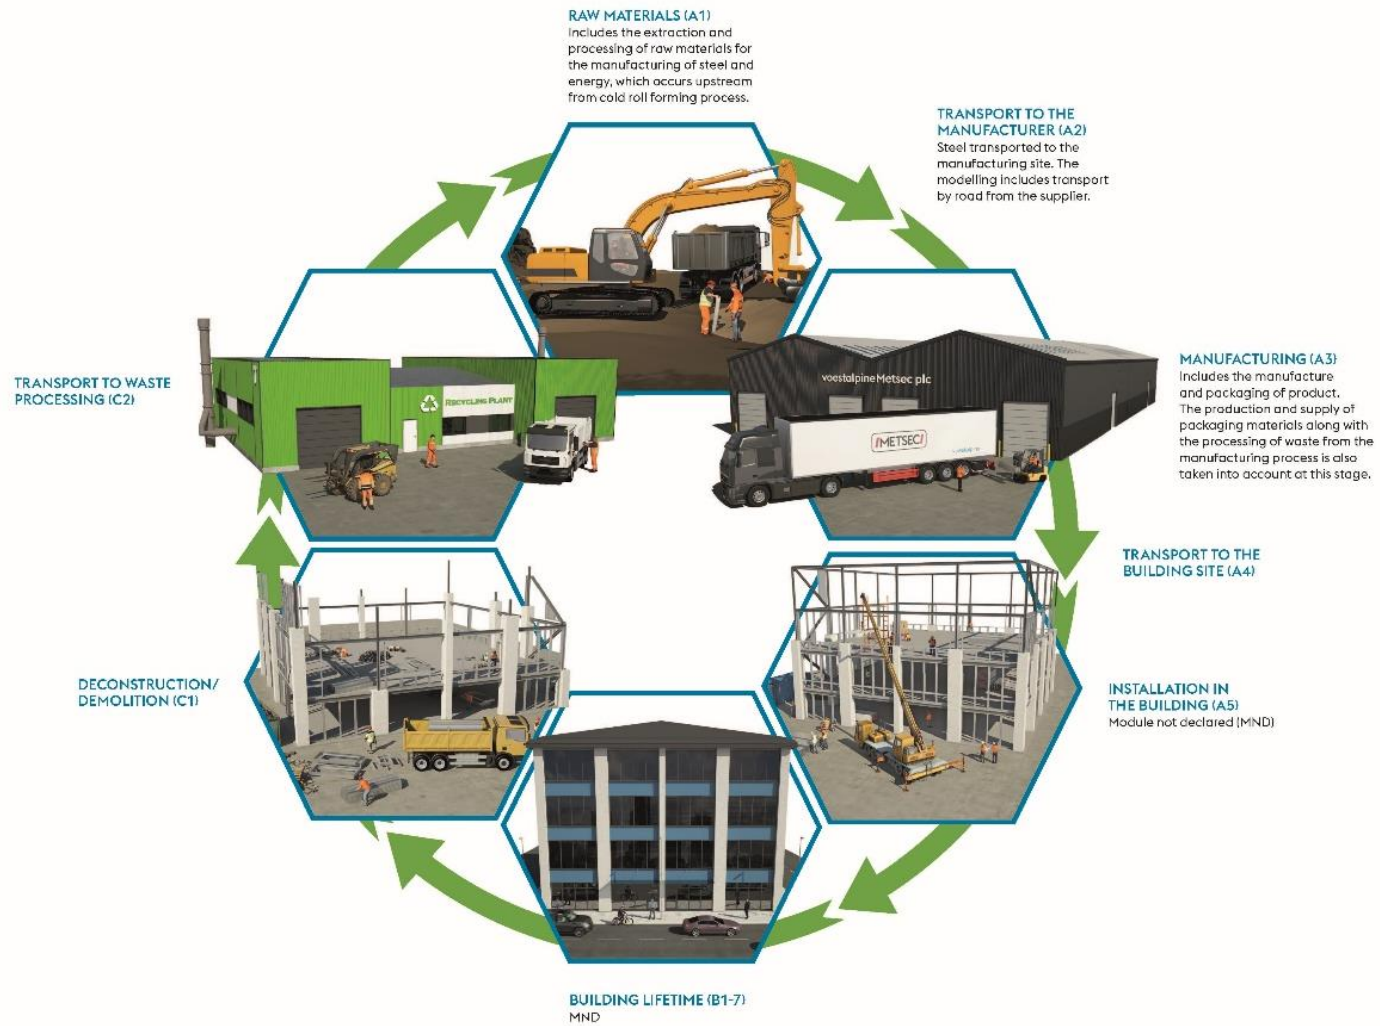 RAW MATERIALS (A1)
Includes the extraction and
processing of raw materials for
the manufacturing of steel and
energy, which occurs upstream
from cold roll forming process.
TRANSPORT TO THE
MANUFACTURER (A2)
Steel transported to the
manufacturing site. The
modelling includes transport
by road from the supplier.
MANUFACTURING (A3)
Includes the manufacture
and packaging of product.
The production and supply of
packaging materials along with
the processing of waste from the
manufacturing process is also
taken into account at this stage.
voestalpine Metsec plc
/METSEC/
TRANSPORT TO THE
BUILDING SITE (A4)
INSTALLATION IN
THE BUILDING (A5)
Module not declared (MND)
BUILDING LIFETIME (B1-7)
MND
DECONSTRUCTION/
DEMOLITION (C1)
TRANSPORT TO WASTE
PROCESSING (C2)
RECYCLING PLANT